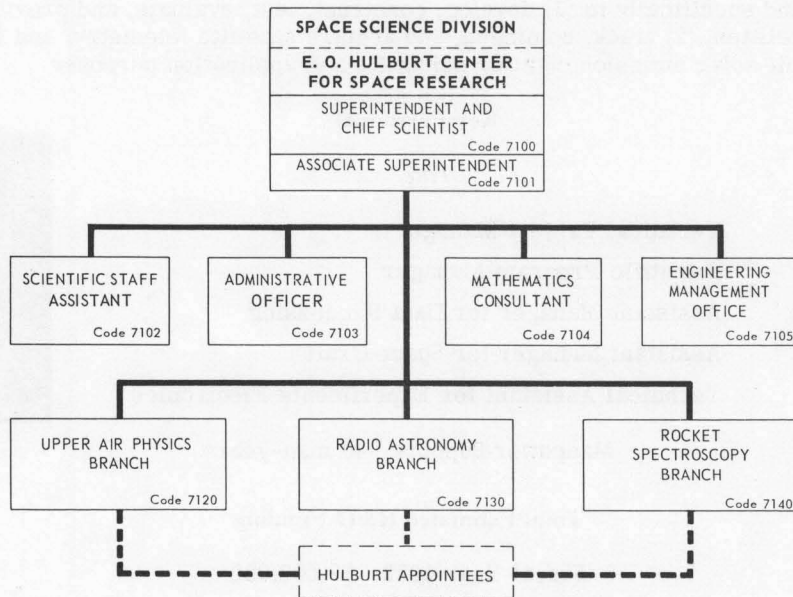 SPACE SCIENCE DIVISION
E. O. HULBURT CENTER
FOR SPACE RESEARCH
SUPERINTENDENT AND
CHIEF SCIENTIST
Code 7100
ASSOCIATE SUPERINTENDENT
Code 7101
SCIENTIFIC STAFF
ASSISTANT
Code 7102
ADMINISTRATIVE
OFFICER
Code 7103
MATHEMATICS
CONSULTANT
Code 7104
ENGINEERING
MANAGEMENT
OFFICE
Code 7105
UPPER AIR PHYSICS
BRANCH
Code 7120
RADIO ASTRONOMY
BRANCH
Code 7130
ROCKET
SPECTROSCOPY
BRANCH
Code 7140
HULBURT APPOINTEES